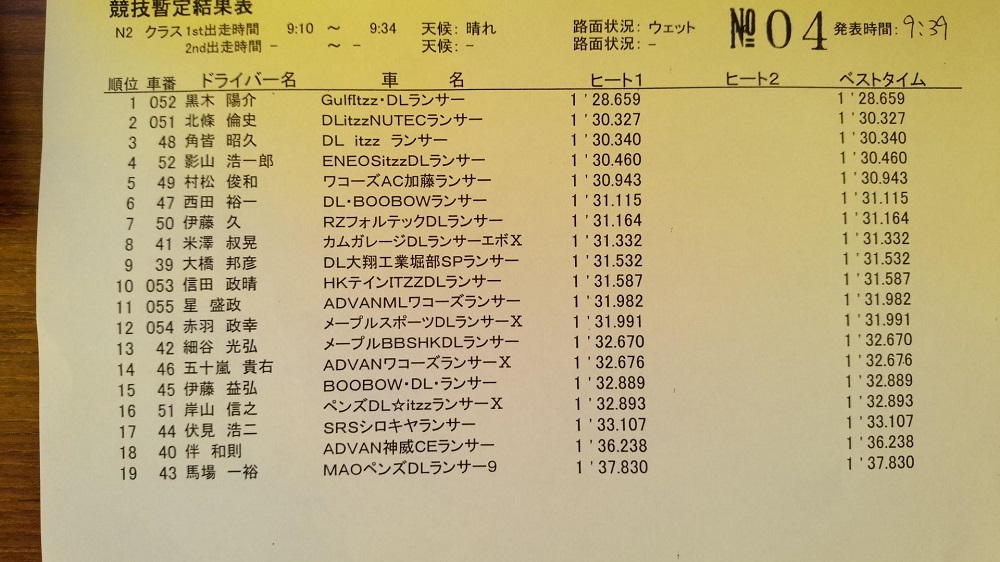 競技暫定結果表
N2 クラス 1st出走時間 9:10 ～ 9:34 天候: 晴れ 路面状況: ウェット № 04 発表時間: 9:39
2nd出走時間 － ～ － 天候: － 路面状況: －
順位 車番 ドライバー名 車 名 ヒート1 ヒート2 ベストタイム
1 052 黒木 陽介 GulfItzz・DLランサー 1'28.659 1'28.659
2 051 北條 倫史 DLitzzNUTECランサー 1'30.327 1'30.327
3 48 角皆 昭久 DL itzz ランサー 1'30.340 1'30.340
4 52 影山 浩一郎 ENEOSitzzDLランサー 1'30.460 1'30.460
5 49 村松 俊和 ワコーズAC加藤ランサー 1'30.943 1'30.943
6 47 西田 裕一 DL・BOOBOWランサー 1'31.115 1'31.115
7 50 伊藤 久 RZフォルテックDLランサー 1'31.164 1'31.164
8 41 米澤 叔晃 カムガレージDLランサーエボX 1'31.332 1'31.332
9 39 大橋 邦彦 DL大翔工業堀部SPランサー 1'31.532 1'31.532
10 053 信田 政晴 HKテインITZZDLランサー 1'31.587 1'31.587
11 055 星 盛政 ADVANMLワコーズランサー 1'31.982 1'31.982
12 054 赤羽 政幸 メープルスポーツDLランサーX 1'31.991 1'31.991
13 42 細谷 光弘 メープルBBSHKDLランサー 1'32.670 1'32.670
14 46 五十嵐 貴右 ADVANワコーズランサーX 1'32.676 1'32.676
15 45 伊藤 益弘 BOOBOW・DL・ランサー 1'32.889 1'32.889
16 51 岸山 信之 ペンズDL☆itzzランサーX 1'32.893 1'32.893
17 44 伏見 浩二 SRSシロキヤランサー 1'33.107 1'33.107
18 40 伴 和則 ADVAN神威CEランサー 1'36.238 1'36.238
19 43 馬場 一裕 MAOペンズDLランサー9 1'37.830 1'37.830